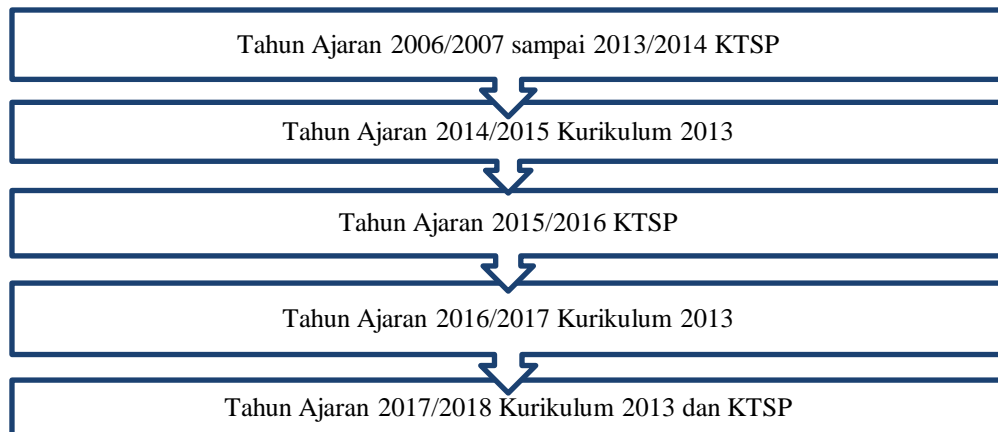 Tahun Ajaran 2006/2007 sampai 2013/2014 KTSP
Tahun Ajaran 2014/2015 Kurikulum 2013
Tahun Ajaran 2015/2016 KTSP
Tahun Ajaran 2016/2017 Kurikulum 2013
Tahun Ajaran 2017/2018 Kurikulum 2013 dan KTSP